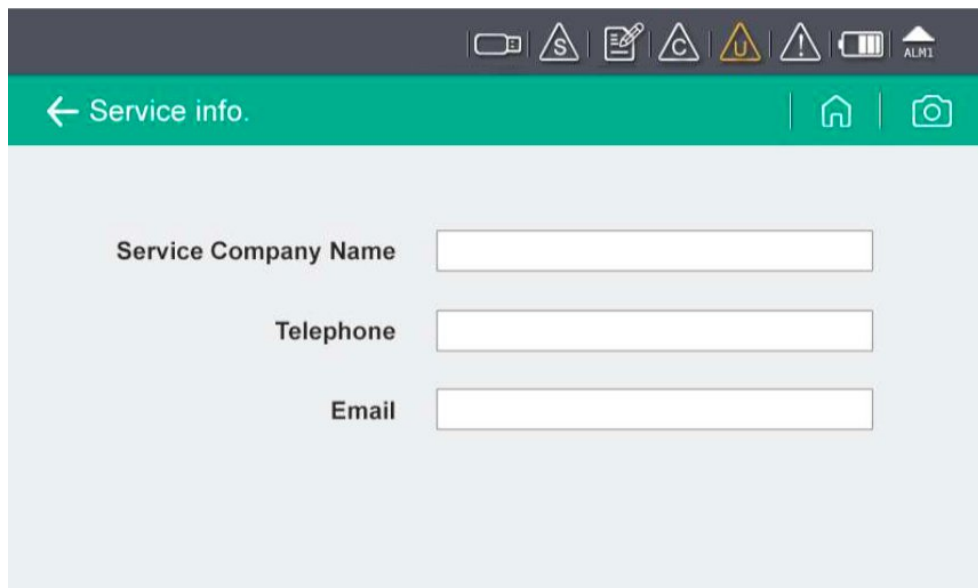 S C U ALM1
Service info.
Service Company Name
Telephone
Email